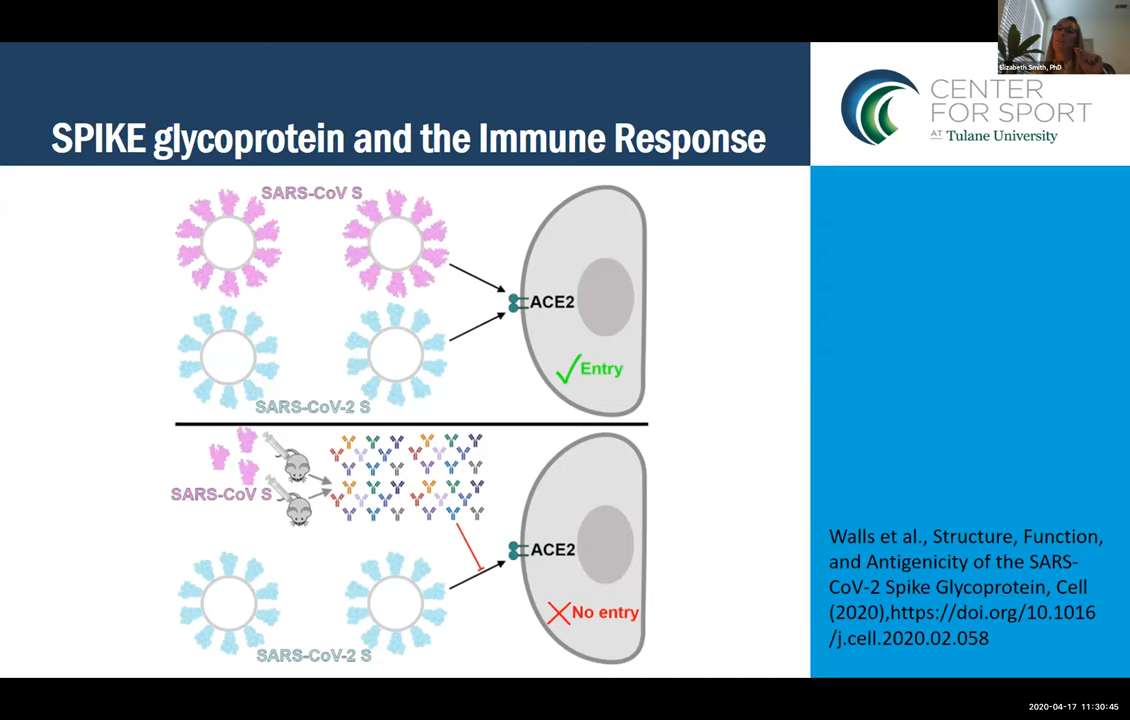 Elizabeth Smith, PhD
SPIKE glycoprotein and the Immune Response
CENTER
FOR SPORT
AT Tulane University
SARS-CoV S
SARS-CoV-2 S
ACE2
Entry
SARS-CoV S
SARS-CoV-2 S
ACE2
No entry
Walls et al., Structure, Function,
and Antigenicity of the SARS-
CoV-2 Spike Glycoprotein, Cell
(2020),https://doi.org/10.1016
/j.cell.2020.02.058
2020-04-17 11:30:45